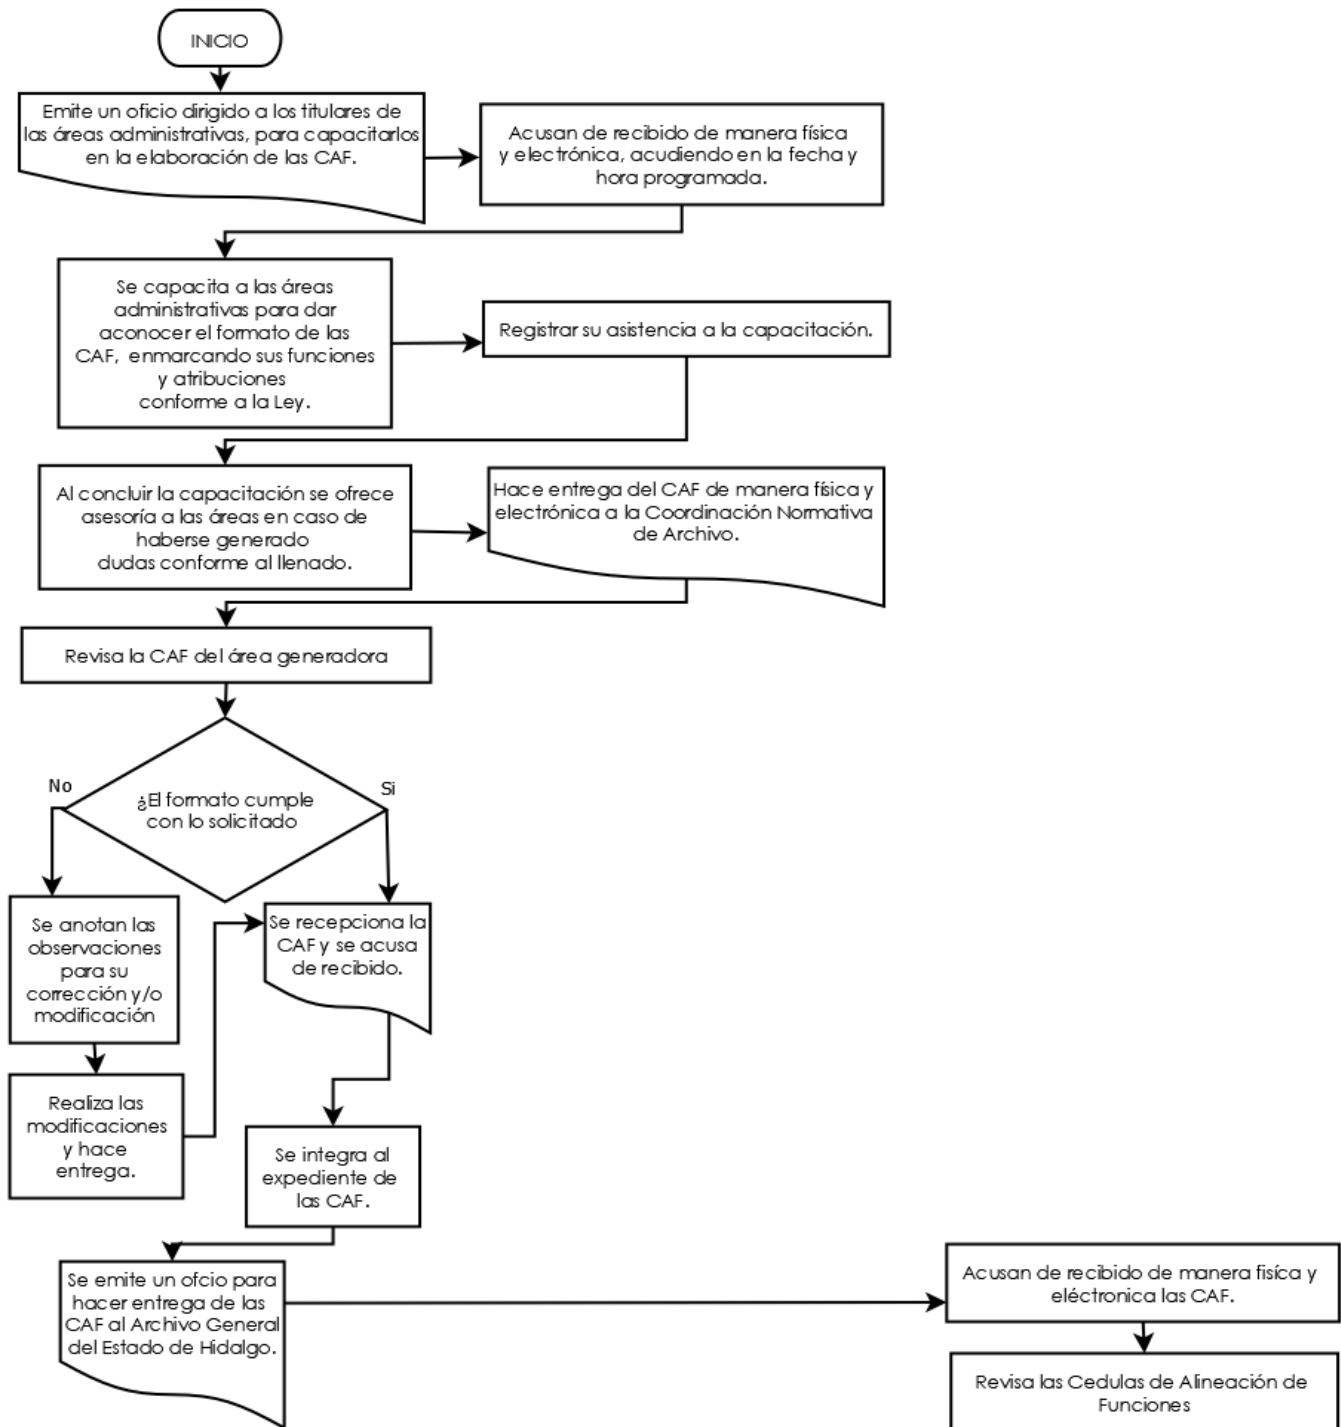 INICIO
Emite un oficio dirigido a los titulares de
las áreas administrativas, para capacitarlos
en la elaboración de las CAF.
Acusan de recibido de manera física
y electrónica, acudiendo en la fecha y
hora programada.
Se capacita a las áreas
administrativas para dar
aconocer el formato de las
CAF, enmarcando sus funciones
y atribuciones
conforme a la Ley.
Registrar su asistencia a la capacitación.
Al concluir la capacitación se ofrece
asesoría a las áreas en caso de
haberse generado
dudas conforme al llenado.
Hace entrega del CAF de manera física y
electrónica a la Coordinación Normativa
de Archivo.
Revisa la CAF del área generadora
No
Si
¿El formato cumple
con lo solicitado
Se anotan las
observaciones
para su
corrección y/o
modificación
Se recepciona la
CAF y se acusa
de recibido.
Realiza las
modificaciones
y hace
entrega.
Se integra al
expediente de
las CAF.
Se emite un ofcio para
hacer entrega de las
CAF al Archivo General
del Estado de Hidalgo.
Acusan de recibido de manera fisíca y
eléctronica las CAF.
Revisa las Cedulas de Alineación de
Funciones